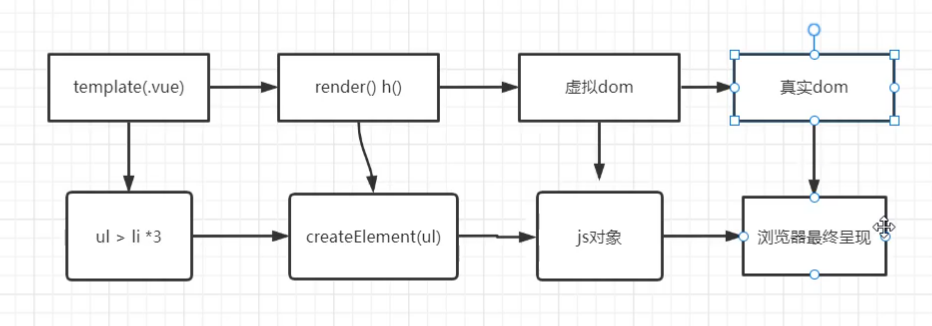 template(.vue)
render() h()
虚拟dom
真实dom
ul > li *3
createElement(ul)
js对象
浏览器最终呈现